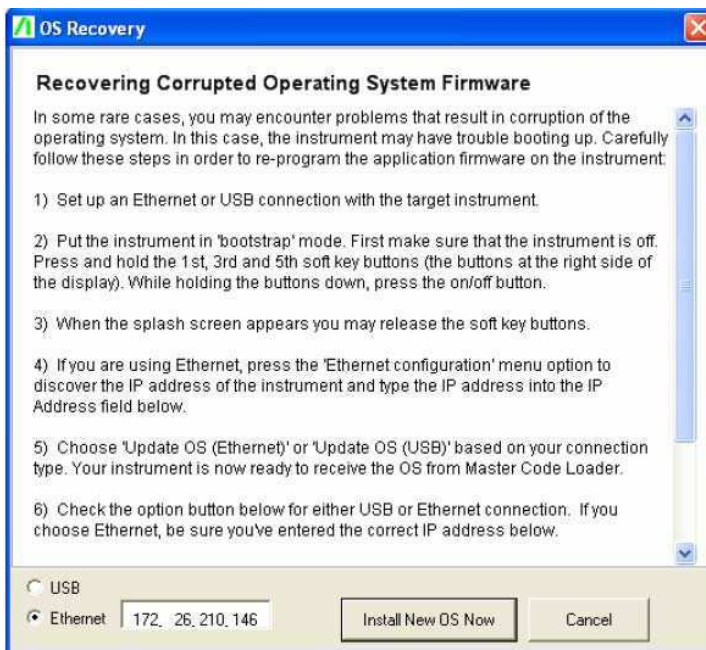 OS Recovery
Recovering Corrupted Operating System Firmware
In some rare cases, you may encounter problems that result in corruption of the
operating system. In this case, the instrument may have trouble booting up. Carefully
follow these steps in order to re-program the application firmware on the instrument:
1) Set up an Ethernet or USB connection with the target instrument.
2) Put the instrument in 'bootstrap' mode. First make sure that the instrument is off.
Press and hold the 1st, 3rd and 5th soft key buttons (the buttons at the right side of
the display). While holding the buttons down, press the on/off button.
3) When the splash screen appears you may release the soft key buttons.
4) If you are using Ethernet, press the 'Ethernet configuration' menu option to
discover the IP address of the instrument and type the IP address into the IP
Address field below.
5) Choose 'Update OS (Ethernet)' or 'Update OS (USB)' based on your connection
type. Your instrument is now ready to receive the OS from Master Code Loader.
6) Check the option button below for either USB or Ethernet connection. If you
choose Ethernet, be sure you've entered the correct IP address below.
USB
Ethernet 172. 26. 210. 146 Install New OS Now Cancel